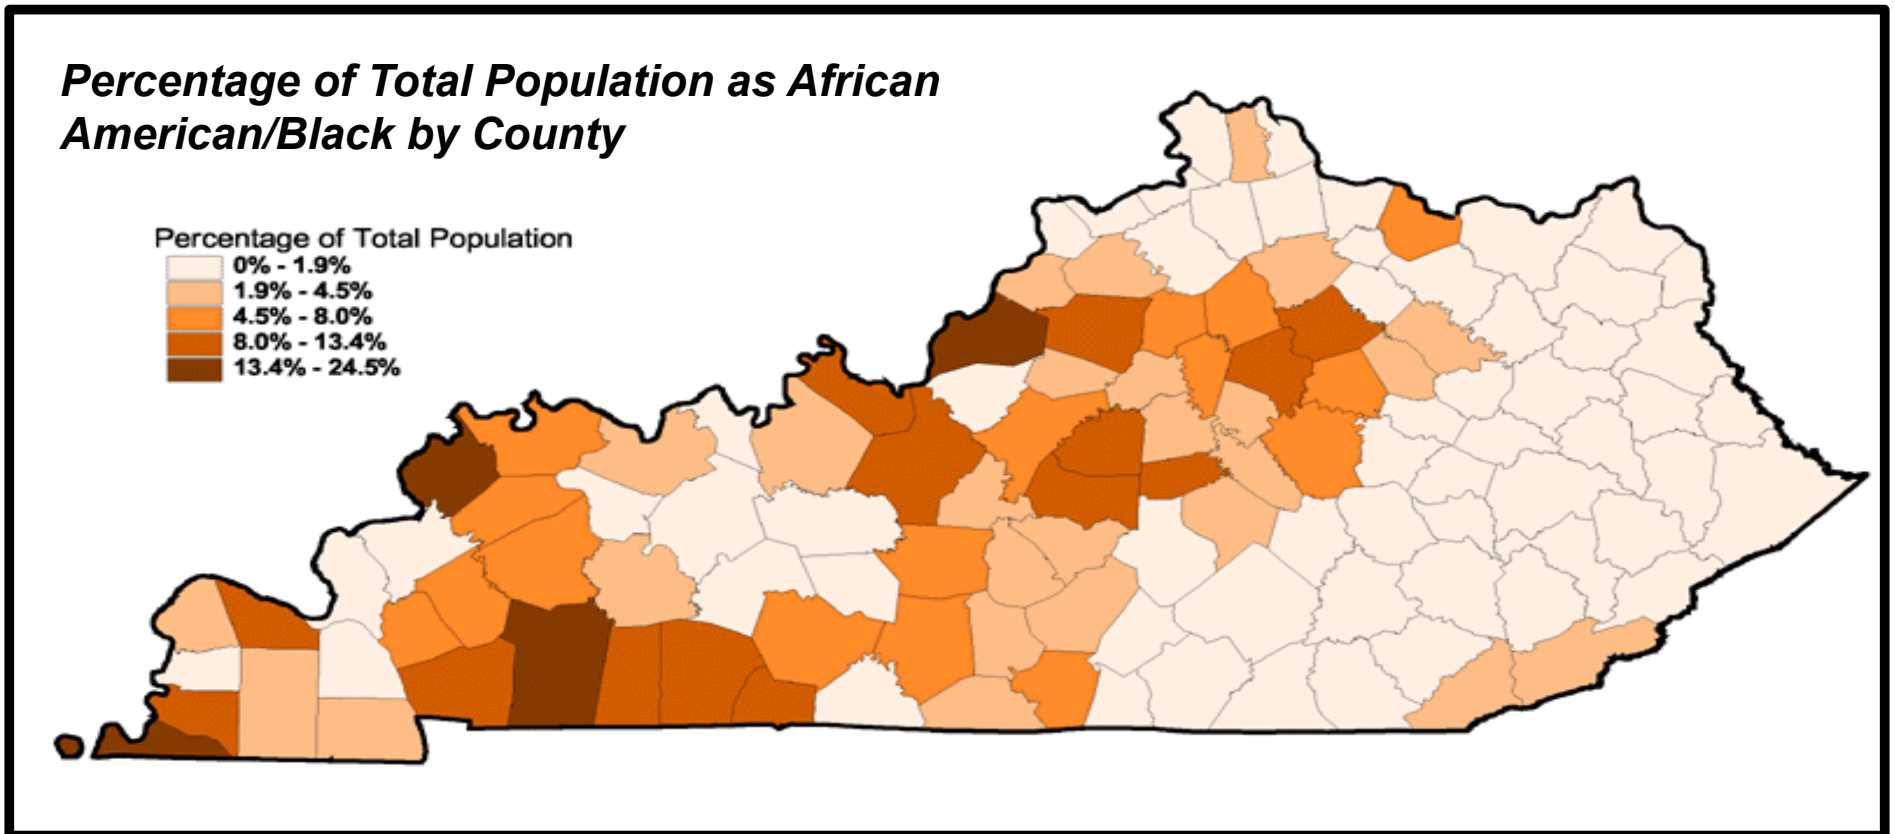 Percentage of Total Population as African
American/Black by County
Percentage of Total Population
0% - 1.9%
1.9% - 4.5%
4.5% - 8.0%
8.0% - 13.4%
13.4% - 24.5%